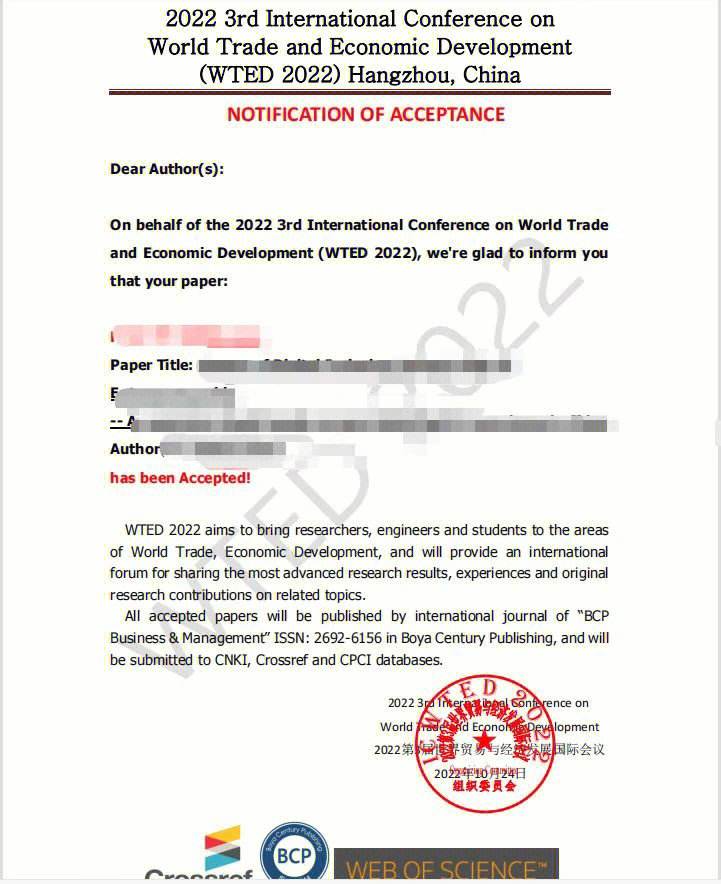 2022 3rd International Conference on
World Trade and Economic Development
(WTED 2022) Hangzhou, China
NOTIFICATION OF ACCEPTANCE
Dear Author(s):
On behalf of the 2022 3rd International Conference on World Trade
and Economic Development (WTED 2022), we're glad to inform you
that your paper:
Paper Title:
Author
has been Accepted!
WTED 2022 aims to bring researchers, engineers and students to the areas
of World Trade, Economic Development, and will provide an international
forum for sharing the most advanced research results, experiences and original
research contributions on related topics.
All accepted papers will be published by international journal of “BCP
Business & Management” ISSN: 2692-6156 in Boya Century Publishing, and will
be submitted to CNKI, Crossref and CPCI databases.
2022 3rd International Conference on
World Trade and Economic Development
2022第3届世界贸易与经济发展国际会议
2022年10月24日
ICWTED 2022
组织委员会
WTED 2022
Crossref
Boya Century Publishing
BCP
WEB OF SCIENCE™